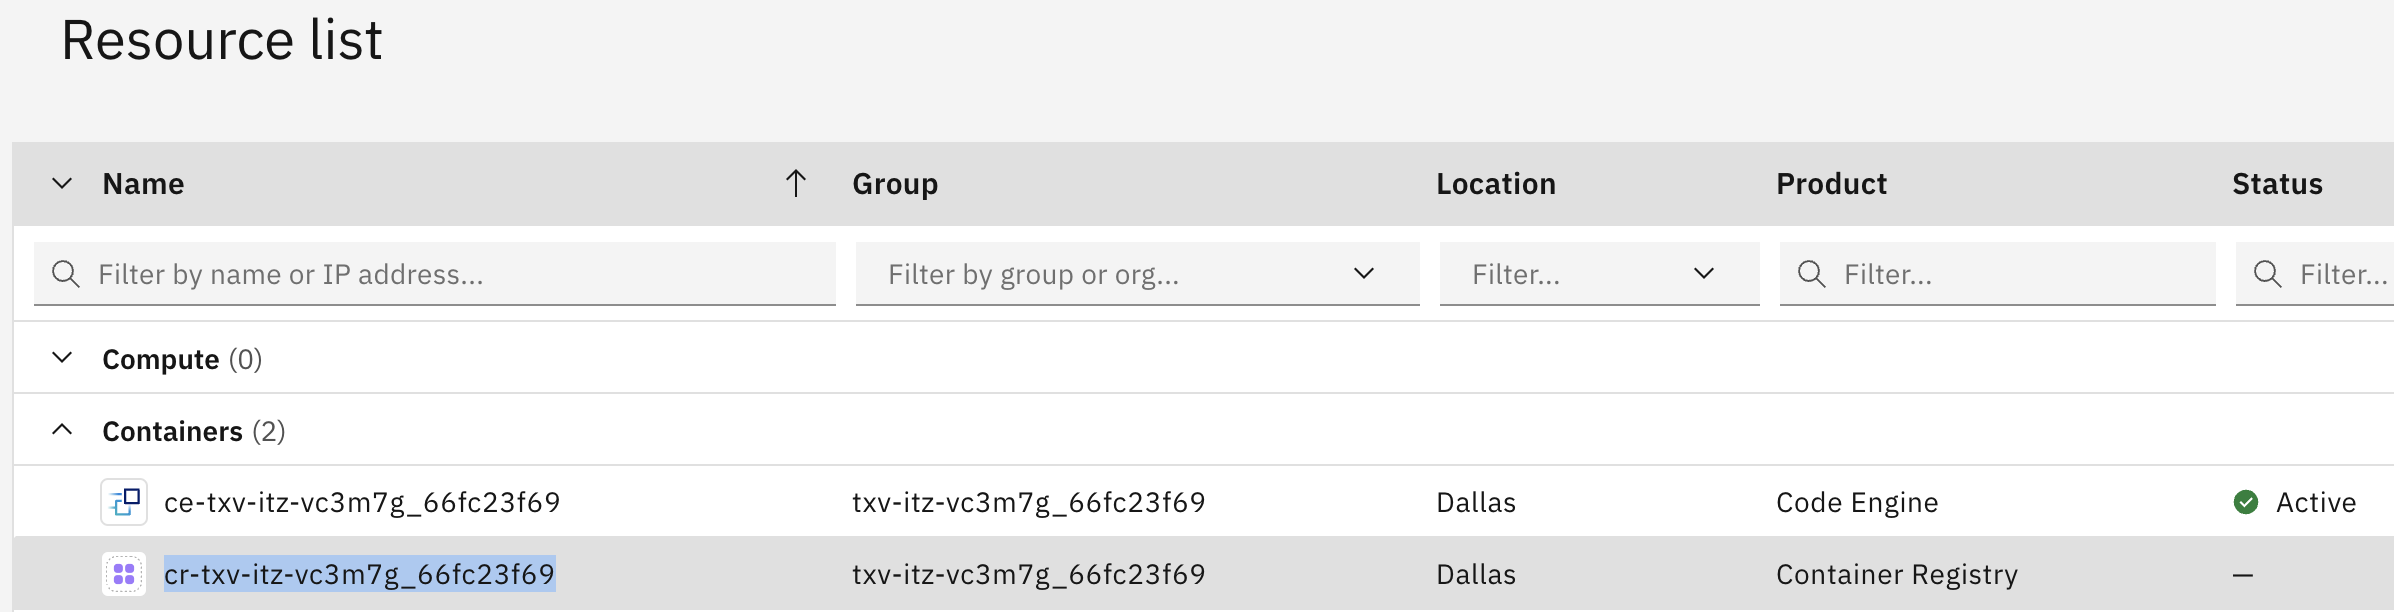 Resource list
Name Group Location Product Status
Filter by name or IP address... Filter by group or org... Filter... Filter... Filter...
Compute (0)
Containers (2)
ce-txv-itz-vc3m7g_66fc23f69 txv-itz-vc3m7g_66fc23f69 Dallas Code Engine Active
cr-txv-itz-vc3m7g_66fc23f69 txv-itz-vc3m7g_66fc23f69 Dallas Container Registry —